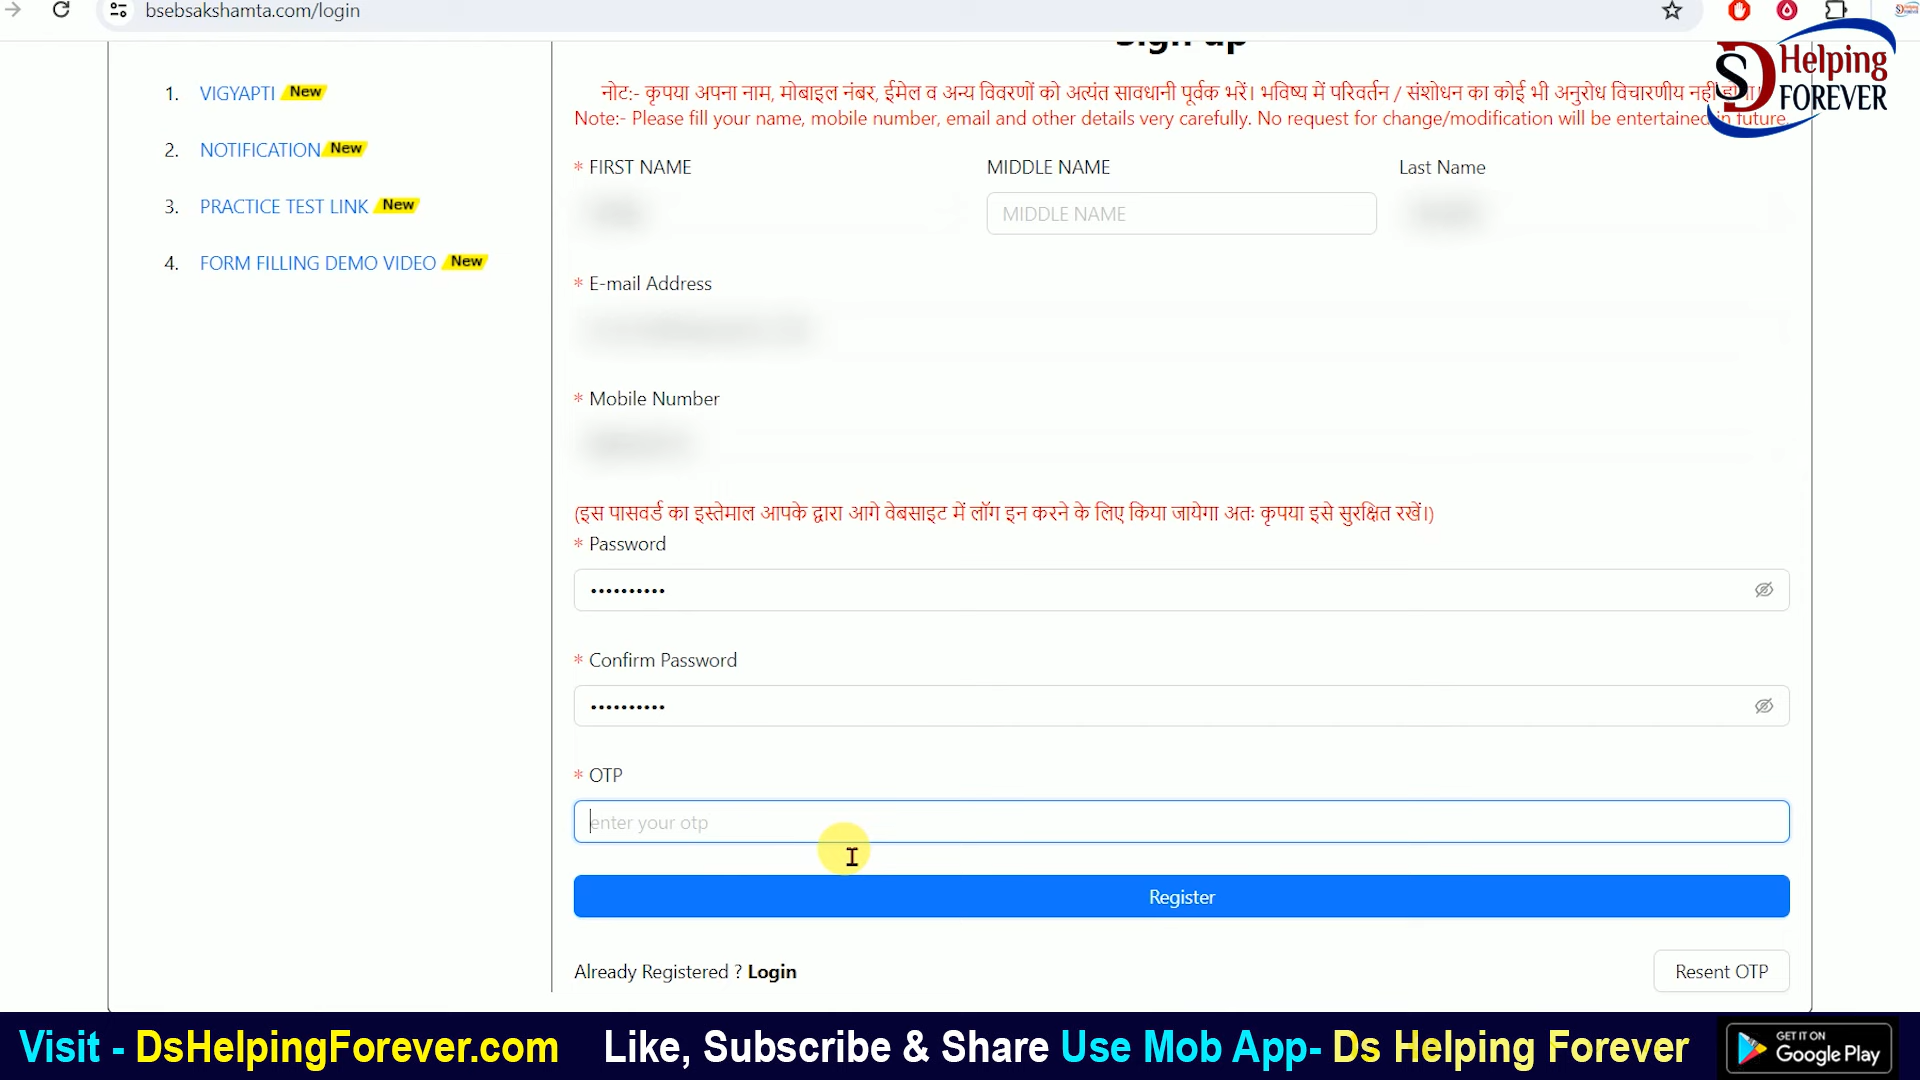 bsebsakshamta.com/login
Sign up
1. VIGYAPTI New
2. NOTIFICATION New
3. PRACTICE TEST LINK New
4. FORM FILLING DEMO VIDEO New
नोट:- कृपया अपना नाम, मोबाइल नंबर, ईमेल व अन्य विवरणों को अत्यंत सावधानी पूर्वक भरें। भविष्य में परिवर्तन / संशोधन का कोई भी अनुरोध विचारणीय नहीं होगा।
Note:- Please fill your name, mobile number, email and other details very carefully. No request for change/modification will be entertained in future.
SD Helping
FOREVER
* FIRST NAME MIDDLE NAME Last Name
MIDDLE NAME
* E-mail Address
* Mobile Number
(इस पासवर्ड का इस्तेमाल आपके द्वारा आगे वेबसाइट में लॉग इन करने के लिए किया जायेगा अतः कृपया इसे सुरक्षित रखें।)
* Password
••••••••••
* Confirm Password
••••••••••
* OTP
enter your otp
Register
Already Registered ? Login Resent OTP
Visit - DsHelpingForever.com Like, Subscribe & Share Use Mob App- Ds Helping Forever
GET IT ON
Google Play